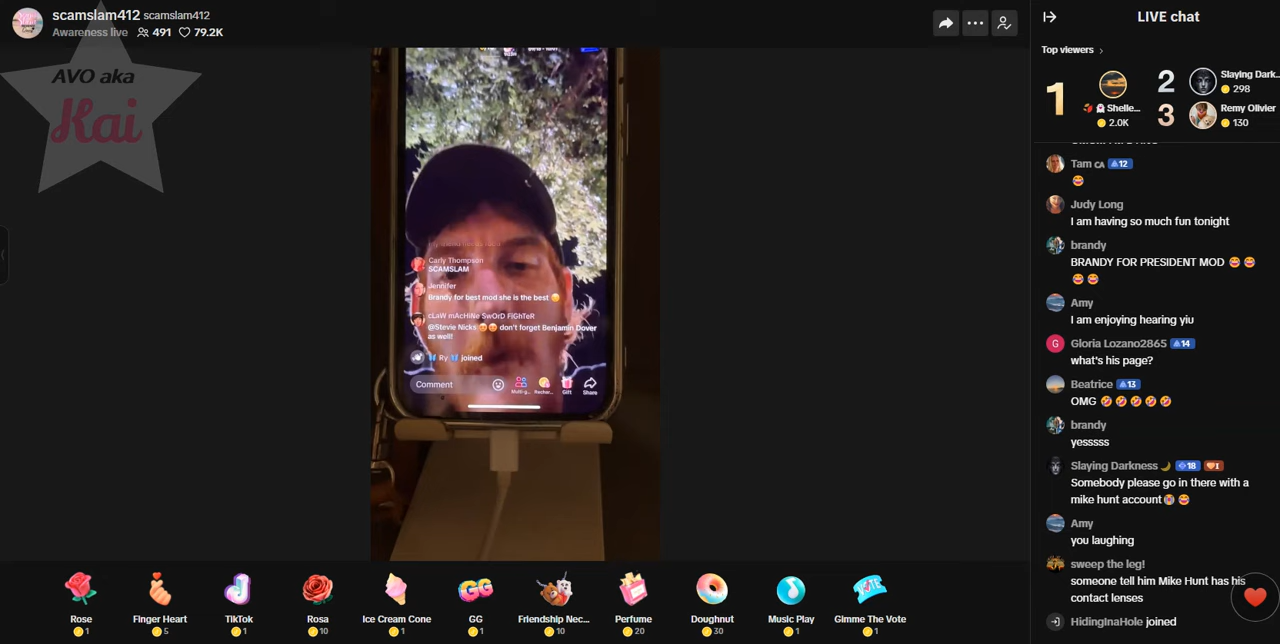 scamslam412 scamslam412
Awareness live 491 79.2K
AVO aka
Kai
Carly Thompson
SCAMSLAM
Jennifer
Brandy for best mod she is the best
cLaW mAcHiNe SwOrD FiGhTeR
@Stevie Nicks 😡😡 don't forget Benjamin Dover
as well!
Ry joined
Comment
Multi-g... Rechar... Gift Share
Rose
1
Finger Heart
5
TikTok
1
Rosa
10
Ice Cream Cone
1
GG
GG
1
Friendship Nec...
10
Perfume
20
Doughnut
30
Music Play
1
VOTE
Gimme The Vote
1
LIVE chat
Top viewers
1
Shelle...
2.0K
2 Slaying Dark...
298
3 Remy Olivier
130
Tam CA 12
😂
Judy Long
I am having so much fun tonight
brandy
BRANDY FOR PRESIDENT MOD 😂 😂
😂 😂
Amy
I am enjoying hearing yiu
G Gloria Lozano2865 14
what's his page?
Beatrice 13
OMG 🤣 🤣 🤣 🤣 🤣
brandy
yesssss
Slaying Darkness 🌙 18 I
Somebody please go in there with a
mike hunt account😭 😂
Amy
you laughing
sweep the leg!
someone tell him Mike Hunt has his
contact lenses
HidingInaHole joined